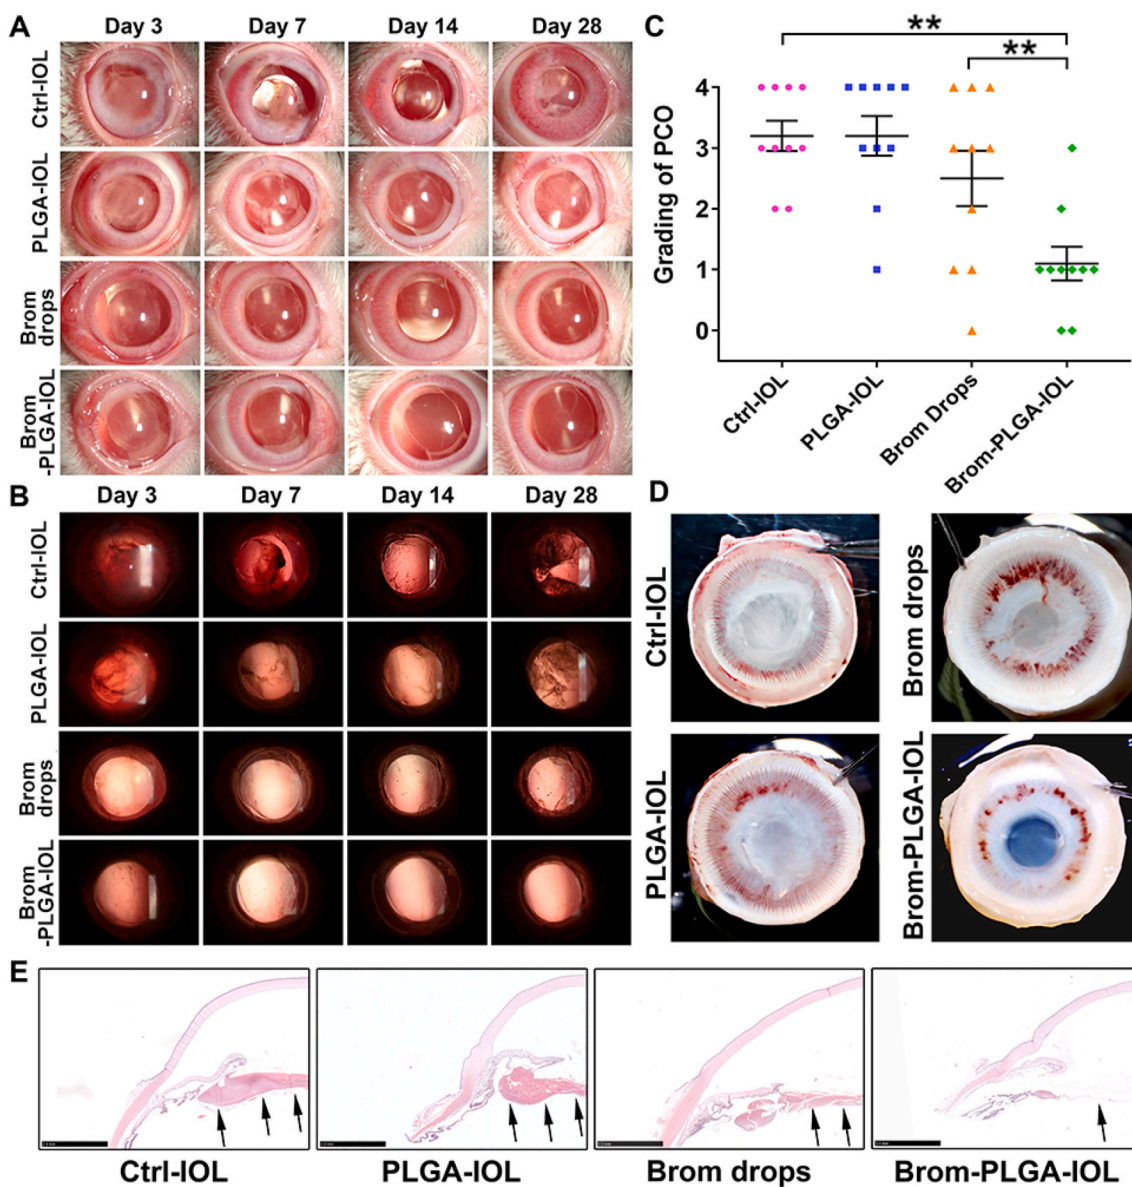 A
Day 3 Day 7 Day 14 Day 28
Ctrl-IOL
PLGA-IOL
Brom
drops
Brom
-PLGA-IOL
B
Day 3 Day 7 Day 14 Day 28
Ctrl-IOL
PLGA-IOL
Brom
drops
Brom
-PLGA-IOL
C
**
**
Grading of PCO
4
3
2
1
0
Ctrl-IOL
PLGA-IOL
Brom Drops
Brom-PLGA-IOL
D
Ctrl-IOL
Brom drops
PLGA-IOL
Brom-PLGA-IOL
E
Ctrl-IOL PLGA-IOL Brom drops Brom-PLGA-IOL